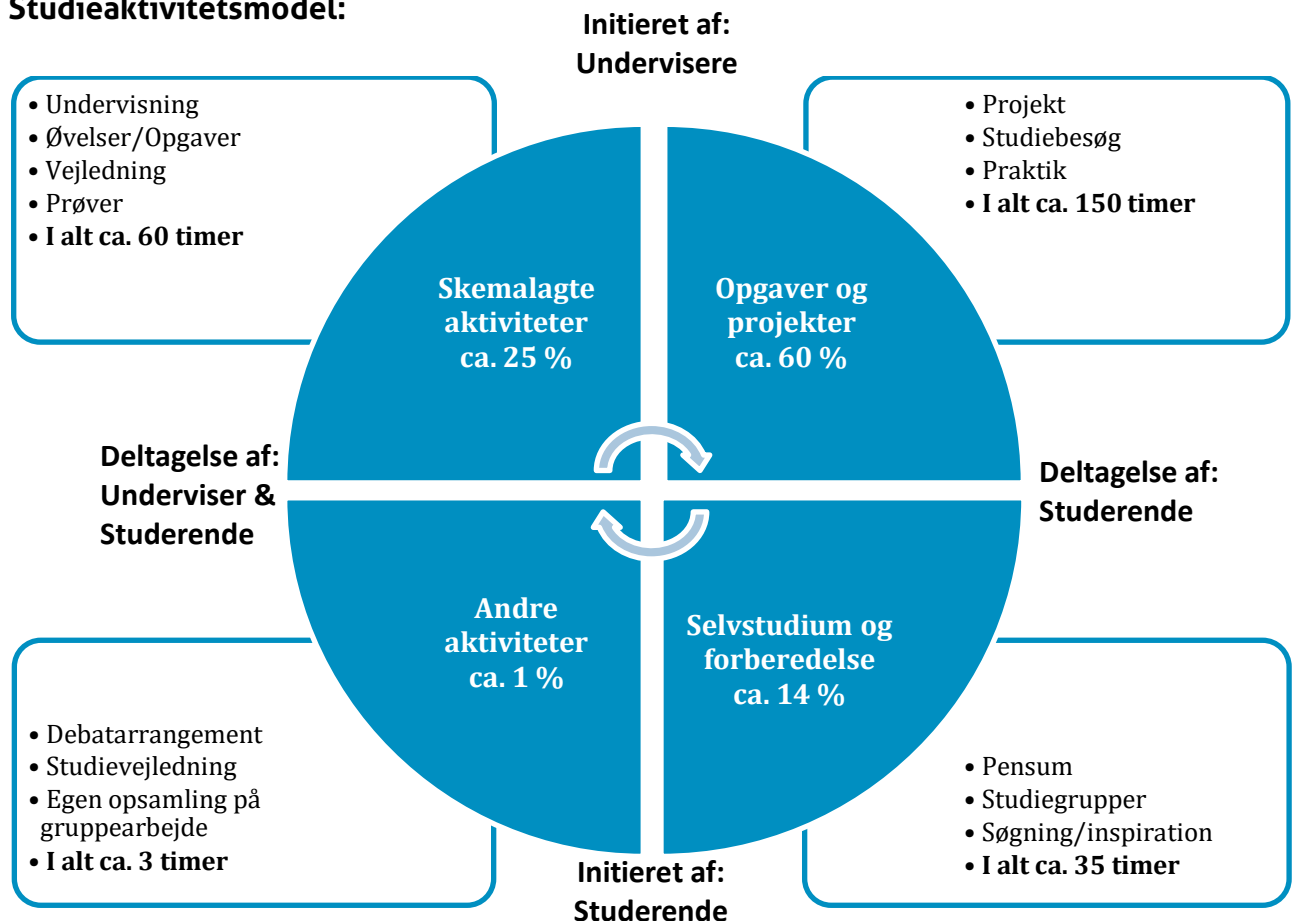 Studieaktivitetsmodel:
Initieret af:
Undervisere
• Undervisning
• Øvelser/Opgaver
• Vejledning
• Prøver
• I alt ca. 60 timer
• Projekt
• Studiebesøg
• Praktik
• I alt ca. 150 timer
Skemalagte
aktiviteter
ca. 25 %
Opgaver og
projekter
ca. 60 %
Deltagelse af:
Underviser &
Studerende
Deltagelse af:
Studerende
Andre
aktiviteter
ca. 1 %
Selvstudium og
forberedelse
ca. 14 %
• Debatarrangement
• Studievejledning
• Egen opsamling på
gruppearbejde
• I alt ca. 3 timer
• Pensum
• Studiegrupper
• Søgning/inspiration
• I alt ca. 35 timer
Initieret af:
Studerende